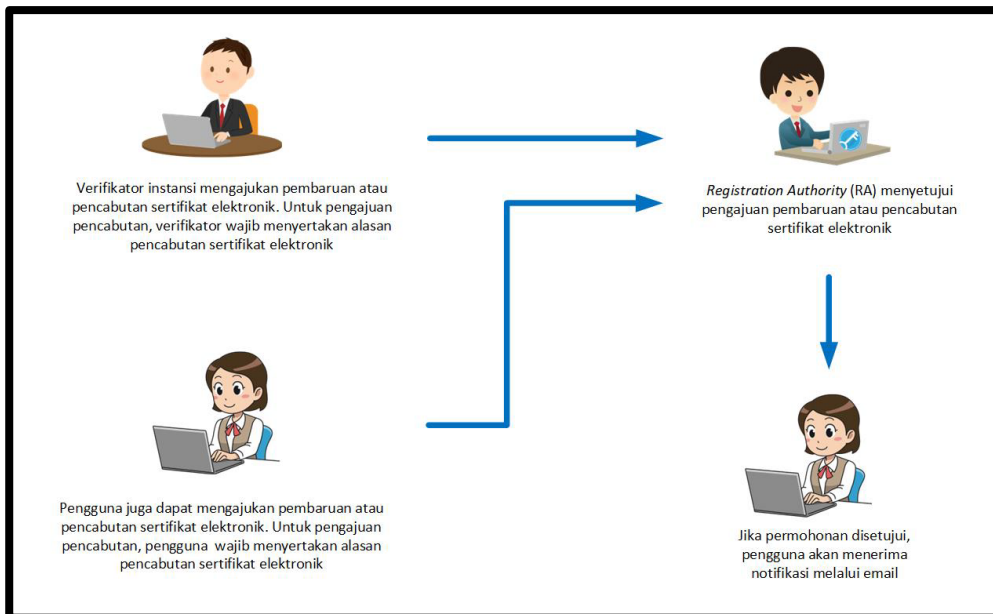 Verifikator instansi mengajukan pembaruan atau
pencabutan sertifikat elektronik. Untuk pengajuan
pencabutan, verifikator wajib menyertakan alasan
pencabutan sertifikat elektronik
Registration Authority (RA) menyetujui
pengajuan pembaruan atau pencabutan
sertifikat elektronik
Pengguna juga dapat mengajukan pembaruan atau
pencabutan sertifikat elektronik. Untuk pengajuan
pencabutan, pengguna wajib menyertakan alasan
pencabutan sertifikat elektronik
Jika permohonan disetujui,
pengguna akan menerima
notifikasi melalui email